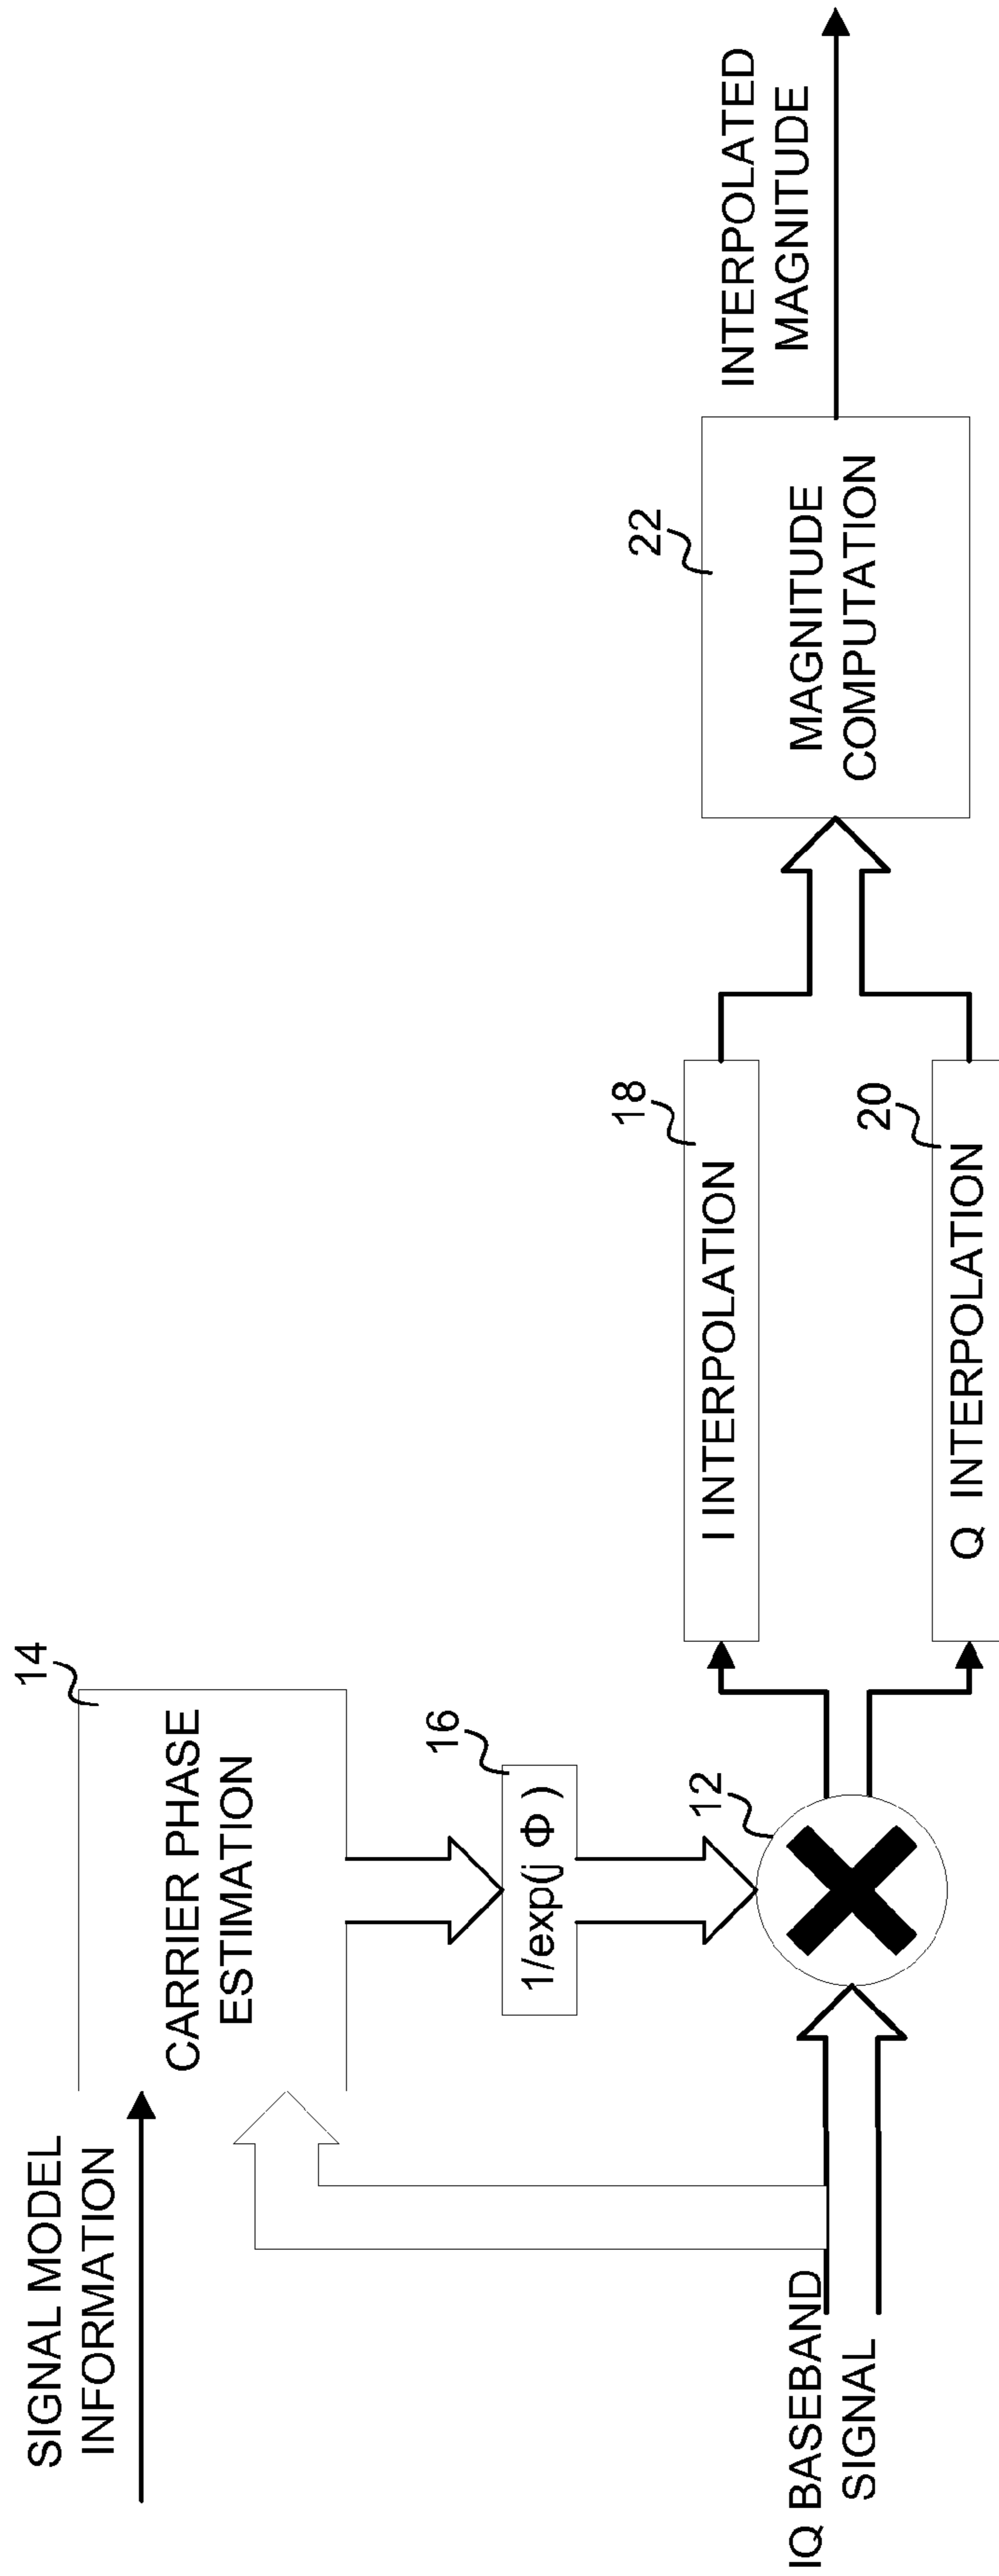 SIGNAL MODEL
INFORMATION
14
CARRIER PHASE
ESTIMATION
16
1/exp(j Φ )
12
IQ BASEBAND
SIGNAL
18
I INTERPOLATION
20
Q INTERPOLATION
22
MAGNITUDE
COMPUTATION
INTERPOLATED
MAGNITUDE